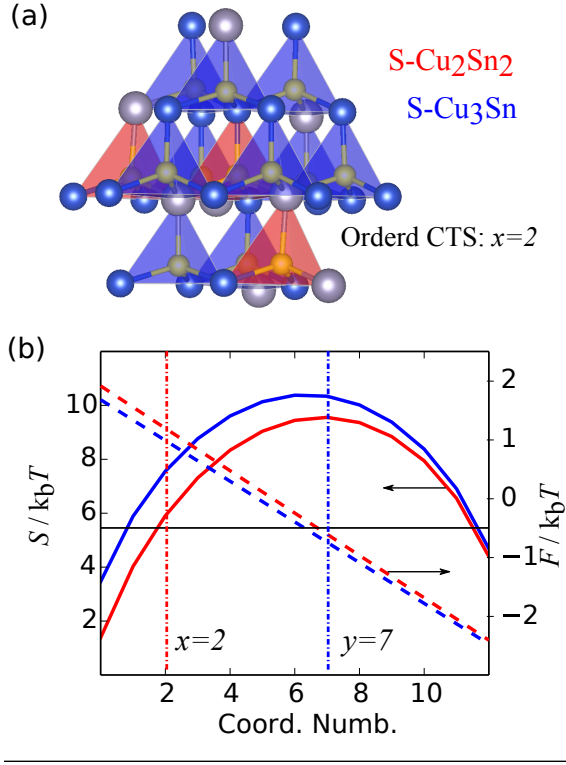 (a)
S-Cu2Sn2
S-Cu3Sn
Orderd CTS: x=2
(b)
10
8
6
4
2
S / kbT
2
1
0
−1
−2
F / kbT
x=2
y=7
2 4 6 8 10
Coord. Numb.